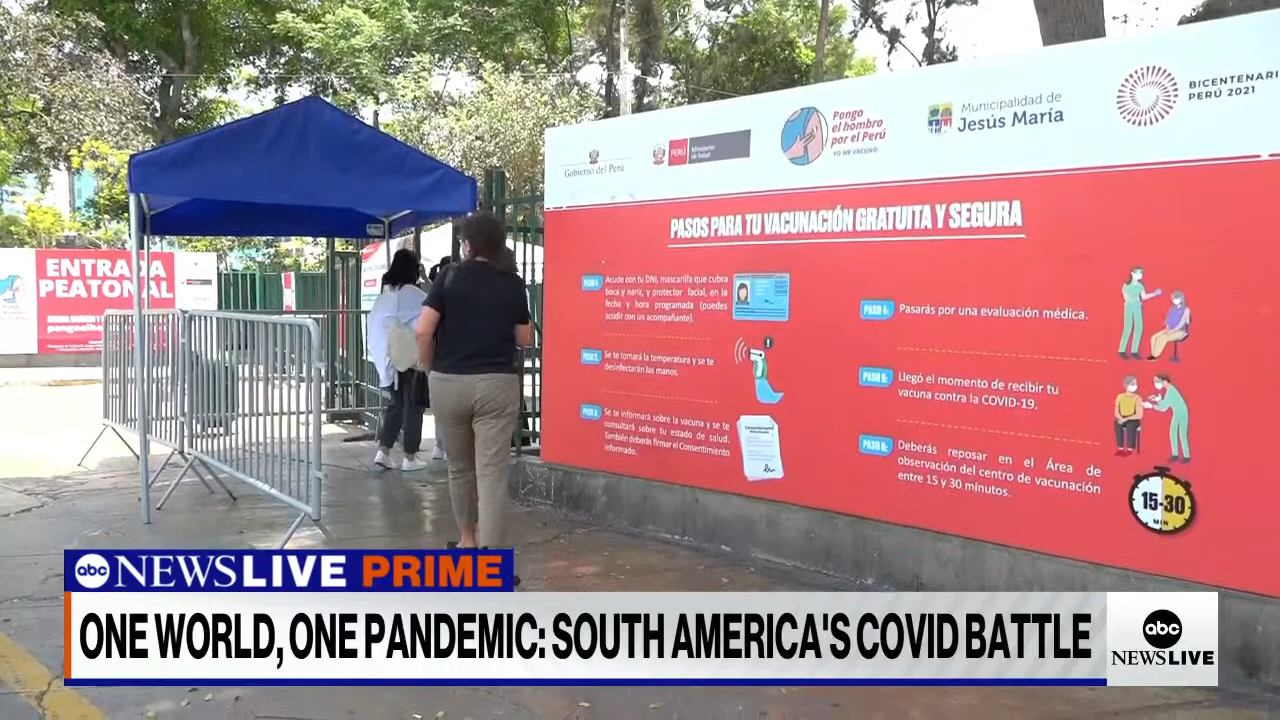 Gobierno del Perú
PERÚ
Ministerio
de Salud
Pongo
el hombro
por el Perú
YO ME VACUNO
Municipalidad de
Jesús María
BICENTENARI
PERÚ 2021
PASOS PARA TU VACUNACIÓN GRATUITA Y SEGURA
PASO 1:
Acude con tu DNI, mascarilla que cubra
boca y nariz, y protector facial, en la
fecha y hora programada (puedes
acudir con un acompañante).
PASO 2:
Se te tomará la temperatura y se te
desinfectarán las manos.
PASO 3:
Se te informará sobre la vacuna y se te
consultará sobre tu estado de salud.
También deberás firmar el Consentimiento
informado.
PASO 4:
Pasarás por una evaluación médica.
PASO 5:
Llegó el momento de recibir tu
vacuna contra la COVID-19.
PASO 6:
Deberás reposar en el Área de
observación del centro de vacunación
entre 15 y 30 minutos.
15-30
MIN
ENTRADA
PEATONAL
abc NEWS LIVE PRIME
ONE WORLD, ONE PANDEMIC: SOUTH AMERICA'S COVID BATTLE
abc
NEWS LIVE